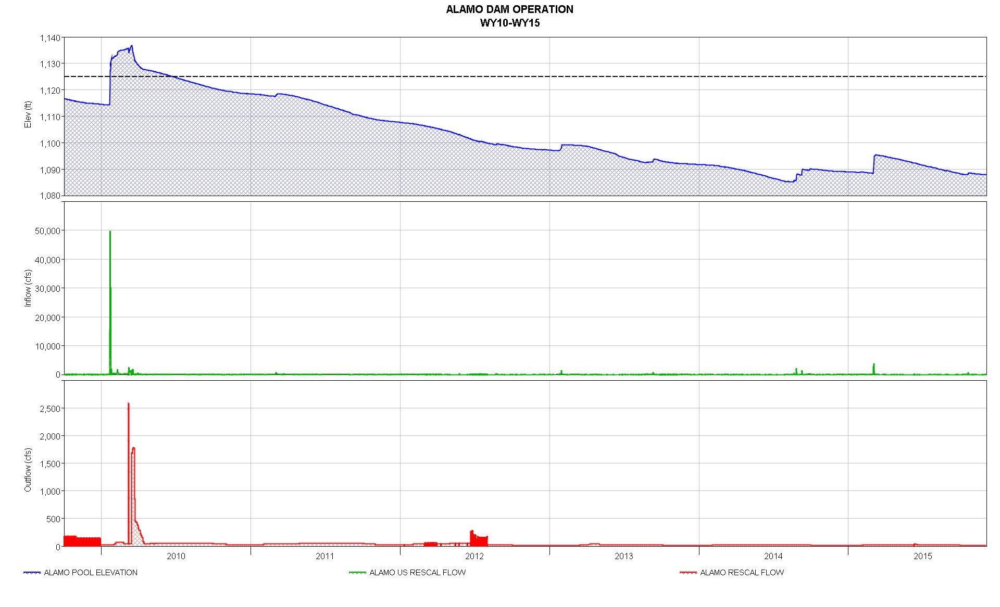 ALAMO DAM OPERATION
WY10-WY15
1,140
1,130
1,120
1,110
1,100
1,090
1,080
Elev (ft)
50,000
40,000
30,000
20,000
10,000
0
Inflow (cfs)
2,500
2,000
1,500
1,000
500
0
Outflow (cfs)
2010 2011 2012 2013 2014 2015
ALAMO POOL ELEVATION ALAMO US RESCAL FLOW ALAMO RESCAL FLOW